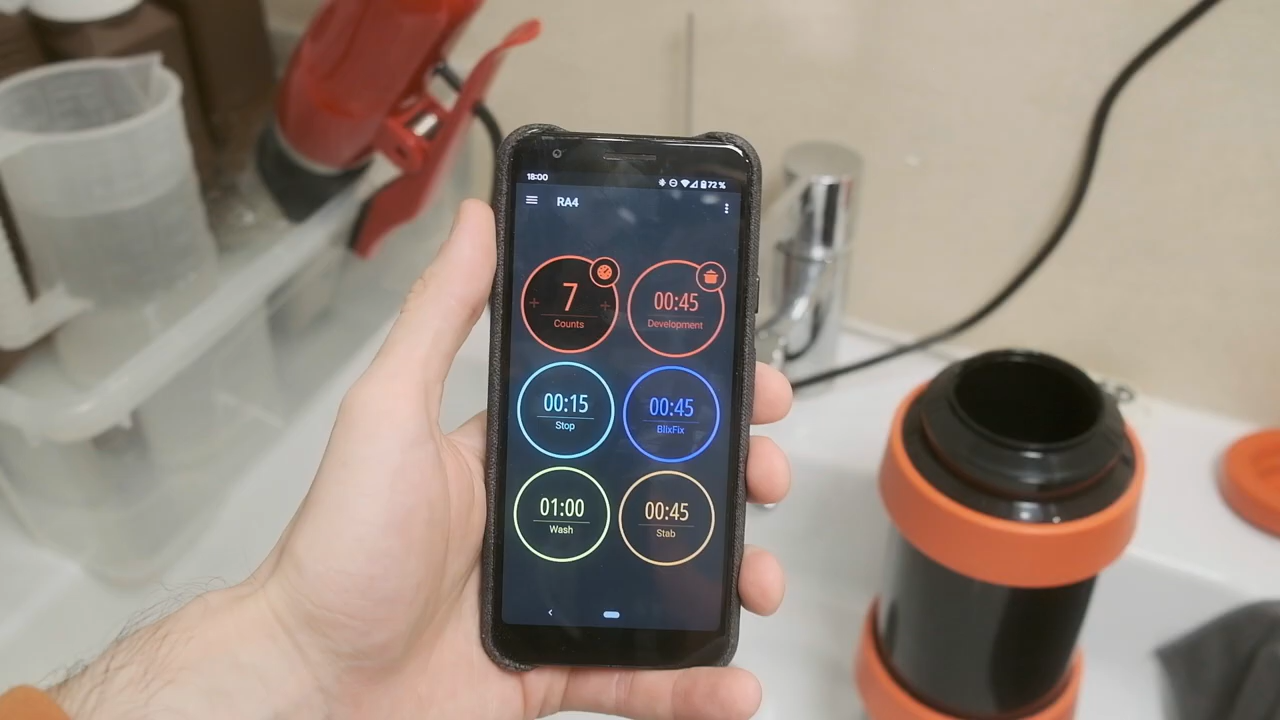 18:00
72 %
RA4
7
Counts
00:45
Development
00:15
Stop
00:45
BlixFix
01:00
Wash
00:45
Stab